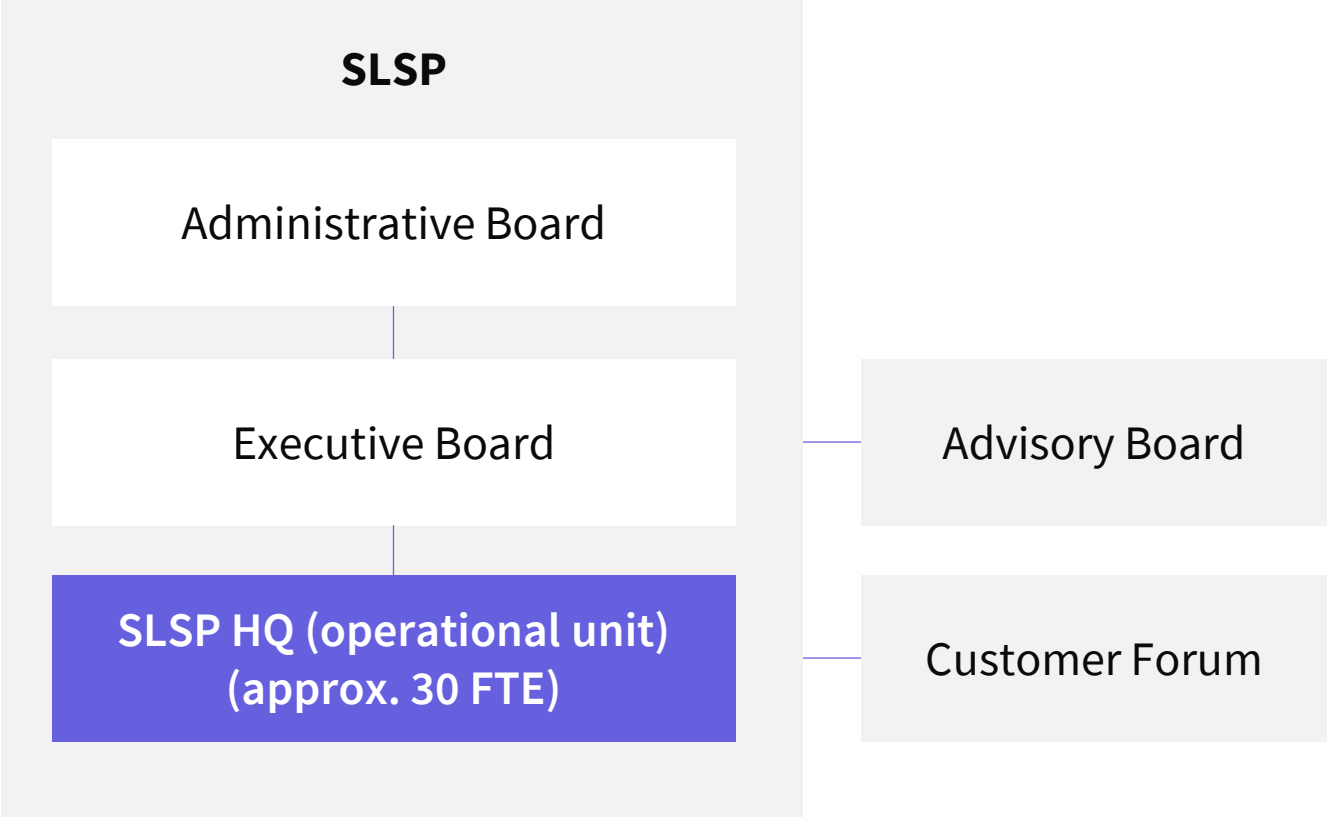 SLSP
Administrative Board
Executive Board
Advisory Board
SLSP HQ (operational unit)
(approx. 30 FTE)
Customer Forum